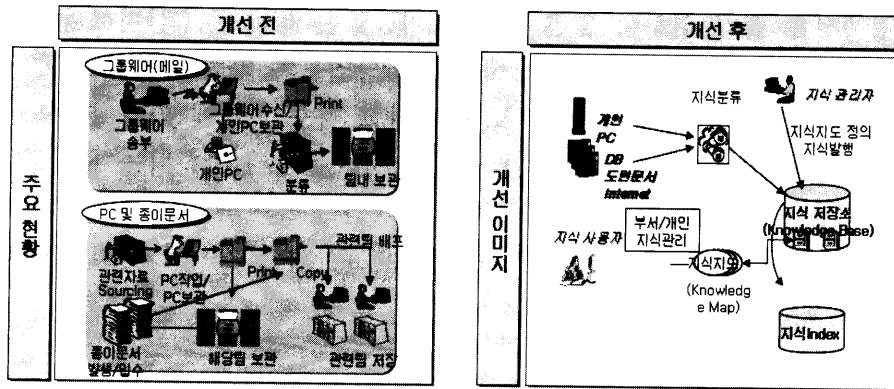 개선 전
주요 현황
그룹웨어(메일)
그룹웨어
송부
그룹웨어 수신/
개인PC보관
Print
개인PC
분류
팀내 보관
PC 및 종이문서
관련자료
Sourcing
PC작업/
PC보관
Print
Copy
관련팀 배포
종이문서
발생/입수
해당팀 보관
관련팀 저장
개선 후
개선 이미지
개인
PC
DB
도면문서
Internet
지식분류
지식 관리자
지식지도 정의
지식발행
지식 저장소
(Knowledge Base)
지식 사용자
부서/개인
지식관리
지식지도
(Knowledg
e Map)
지식Index